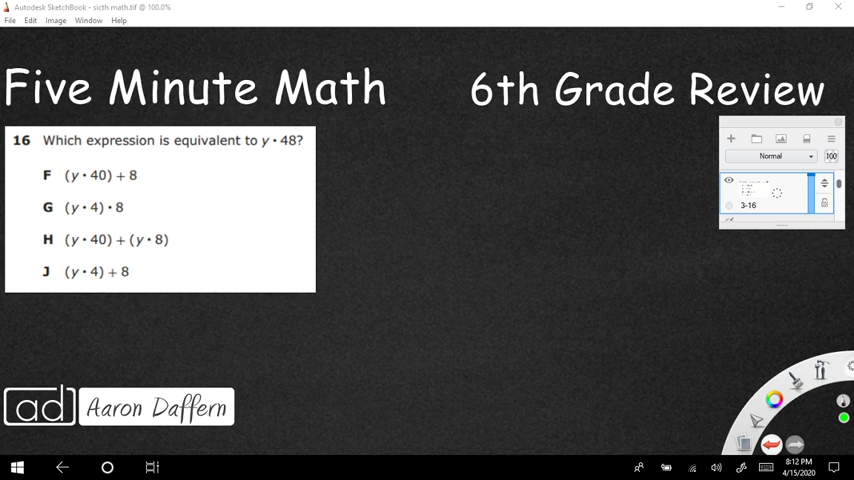 Autodesk SketchBook - sicth math.tif @ 100.0%
File Edit Image Window Help
Five Minute Math
6th Grade Review
16 Which expression is equivalent to y • 48?
F (y • 40) + 8
G (y • 4) • 8
H (y • 40) + (y • 8)
J (y • 4) + 8
Normal
100
3-16
ad Aaron Daffern
8:12 PM
4/15/2020